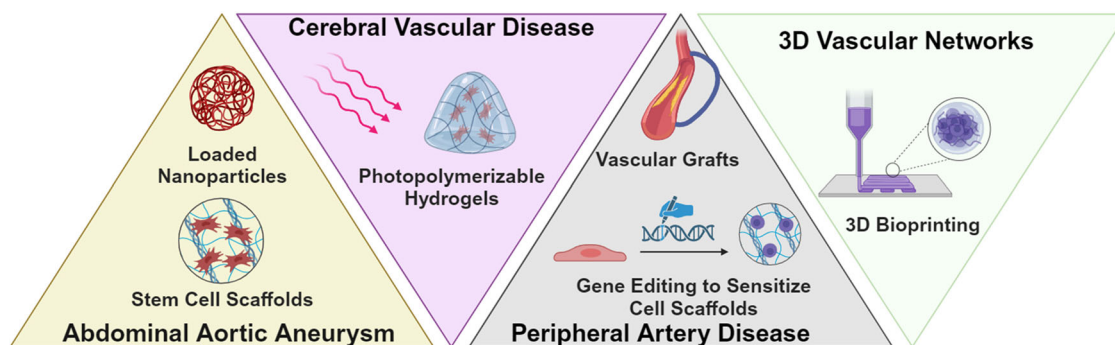 Loaded
Nanoparticles
Stem Cell Scaffolds
Abdominal Aortic Aneurysm
Cerebral Vascular Disease
Photopolymerizable
Hydrogels
Vascular Grafts
Gene Editing to Sensitize
Cell Scaffolds
Peripheral Artery Disease
3D Vascular Networks
3D Bioprinting